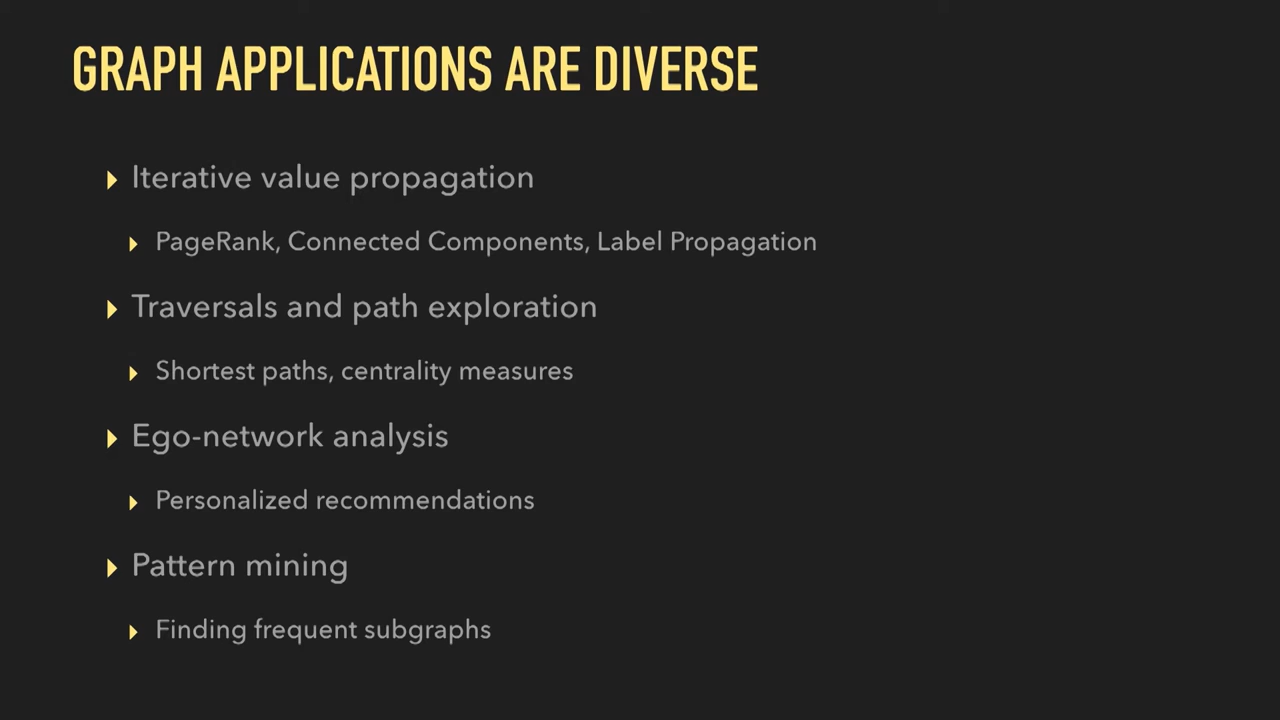 GRAPH APPLICATIONS ARE DIVERSE
Iterative value propagation
PageRank, Connected Components, Label Propagation
Traversals and path exploration
Shortest paths, centrality measures
Ego-network analysis
Personalized recommendations
Pattern mining
Finding frequent subgraphs